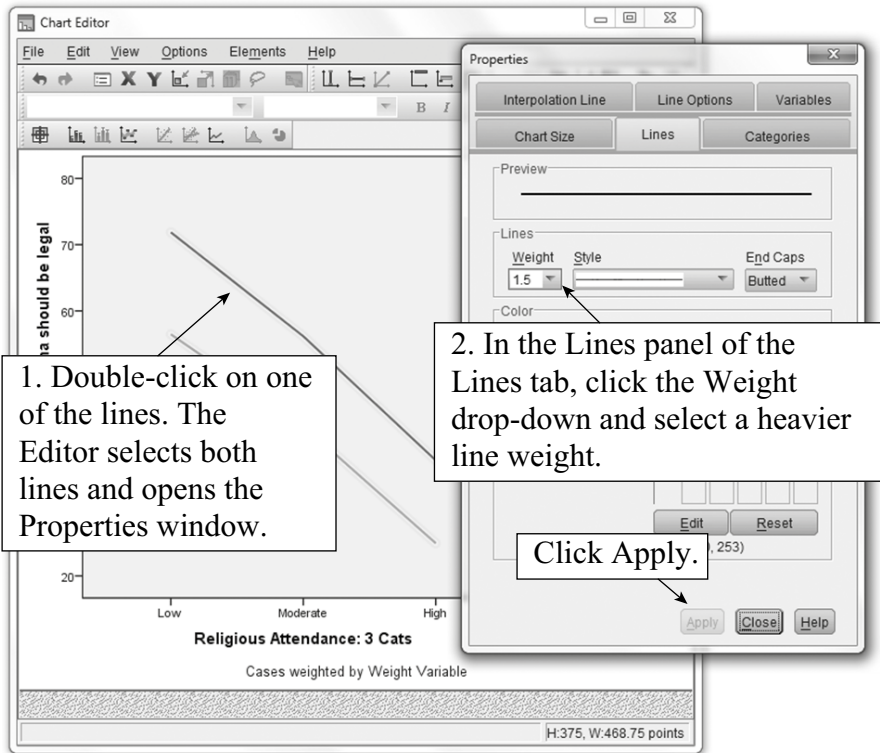 Chart Editor
File Edit View Options Elements Help
X Y
B I
80
70
60
20
na should be legal
Low Moderate High
Religious Attendance: 3 Cats
Cases weighted by Weight Variable
H:375, W:468.75 points
1. Double-click on one
of the lines. The
Editor selects both
lines and opens the
Properties window.
Properties
Interpolation Line Line Options Variables
Chart Size Lines Categories
Preview
Lines
Weight Style End Caps
1.5 Butted
Color
2. In the Lines panel of the
Lines tab, click the Weight
drop-down and select a heavier
line weight.
Edit Reset
, 253)
Click Apply.
Apply Close Help